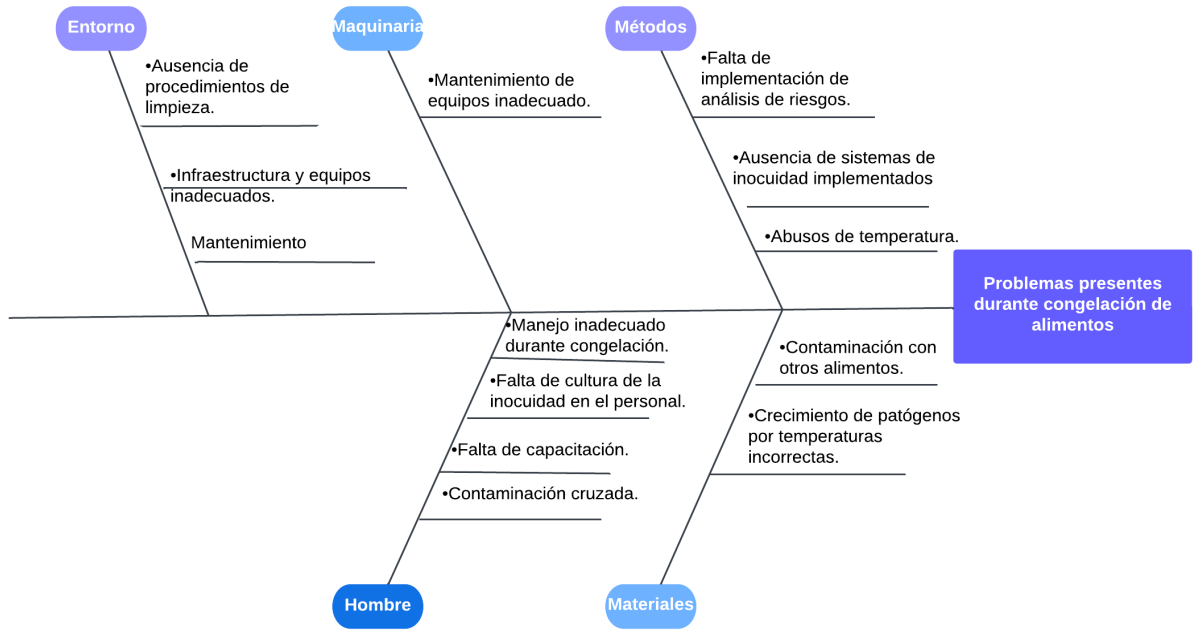 Entorno
Maquinaria
Métodos
•Ausencia de
procedimientos de
limpieza.
•Infraestructura y equipos
inadecuados.
Mantenimiento
•Mantenimiento de
equipos inadecuado.
•Falta de
implementación de
análisis de riesgos.
•Ausencia de sistemas de
inocuidad implementados
•Abusos de temperatura.
Problemas presentes
durante congelación de
alimentos
•Manejo inadecuado
durante congelación.
•Falta de cultura de la
inocuidad en el personal.
•Falta de capacitación.
•Contaminación cruzada.
•Contaminación con
otros alimentos.
•Crecimiento de patógenos
por temperaturas
incorrectas.
Hombre
Materiales